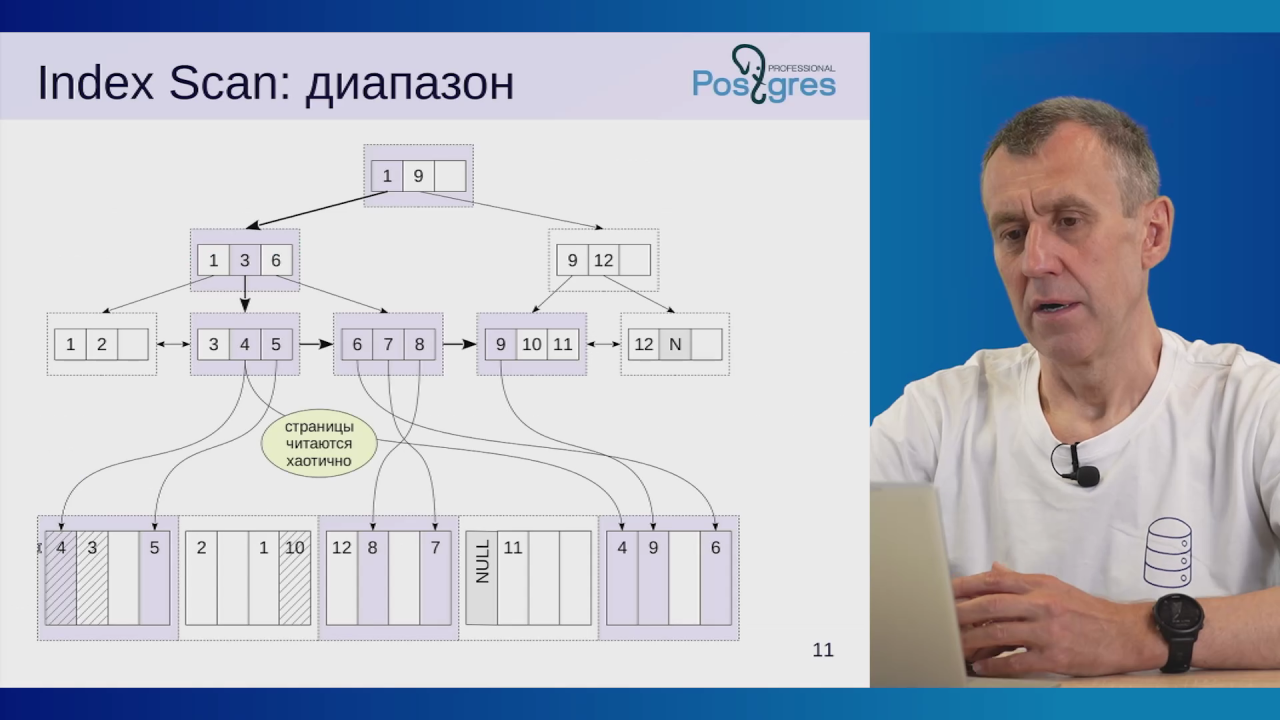 Index Scan: диапазон
PROFESSIONAL
Postgres
1 9
1 3 6
9 12
1 2
3 4 5
6 7 8
9 10 11
12 N
страницы
читаются
хаотично
4 3 5
2 1 10
12 8 7
NULL 11
4 9 6
11